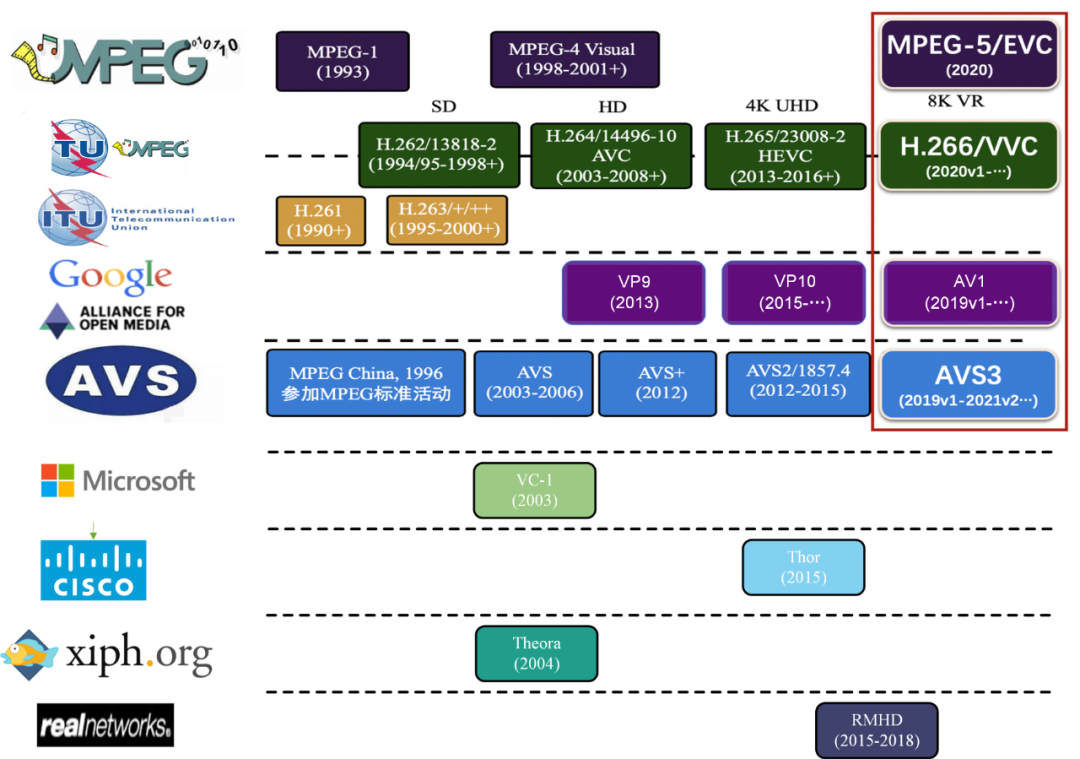 MPEG
010110
MPEG-1
(1993)
MPEG-4 Visual
(1998-2001+)
MPEG-5/EVC
(2020)
SD
HD
4K UHD
8K VR
ITU
MPEG
H.262/13818-2
(1994/95-1998+)
H.264/14496-10
AVC
(2003-2008+)
H.265/23008-2
HEVC
(2013-2016+)
H.266/VVC
(2020v1-···)
ITU
International
Telecommunication
Union
H.261
(1990+)
H.263/+/++
(1995-2000+)
Google
ALLIANCE FOR
OPEN MEDIA
VP9
(2013)
VP10
(2015-···)
AV1
(2019v1-···)
AVS
MPEG China, 1996
参加MPEG标准活动
AVS
(2003-2006)
AVS+
(2012)
AVS2/1857.4
(2012-2015)
AVS3
(2019v1-2021v2···)
Microsoft
VC-1
(2003)
CISCO
Thor
(2015)
xiph.org
Theora
(2004)
realnetworks®
RMHD
(2015-2018)